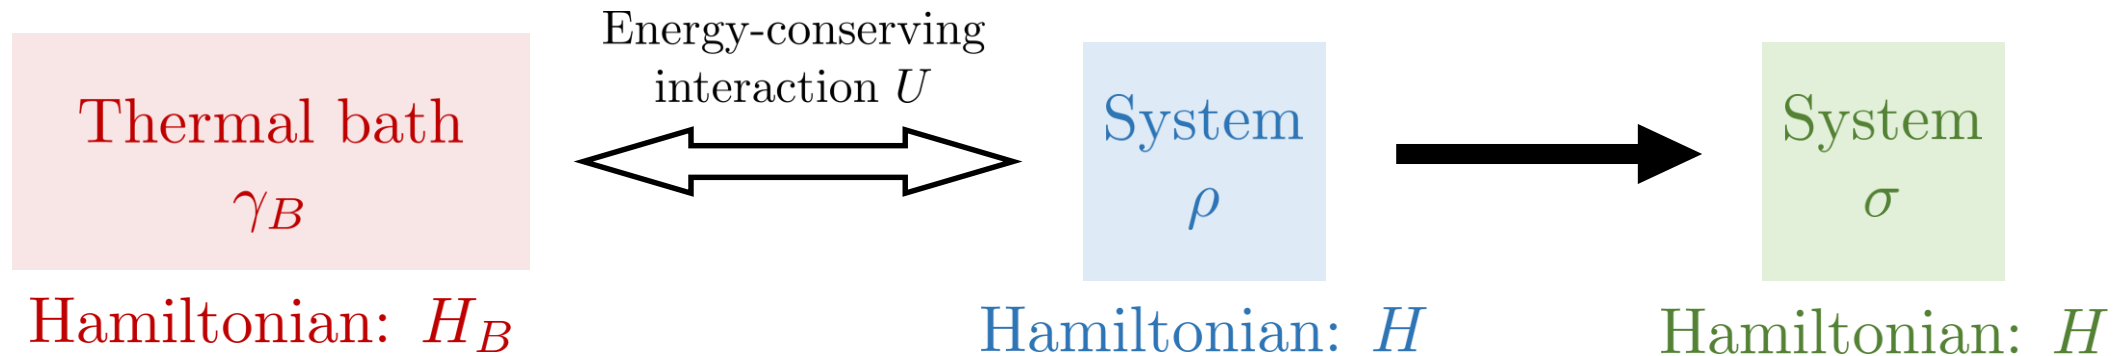 Energy-conserving
interaction U
Thermal bath
γ_B
Hamiltonian: H_B
System
ρ
Hamiltonian: H
System
σ
Hamiltonian: H